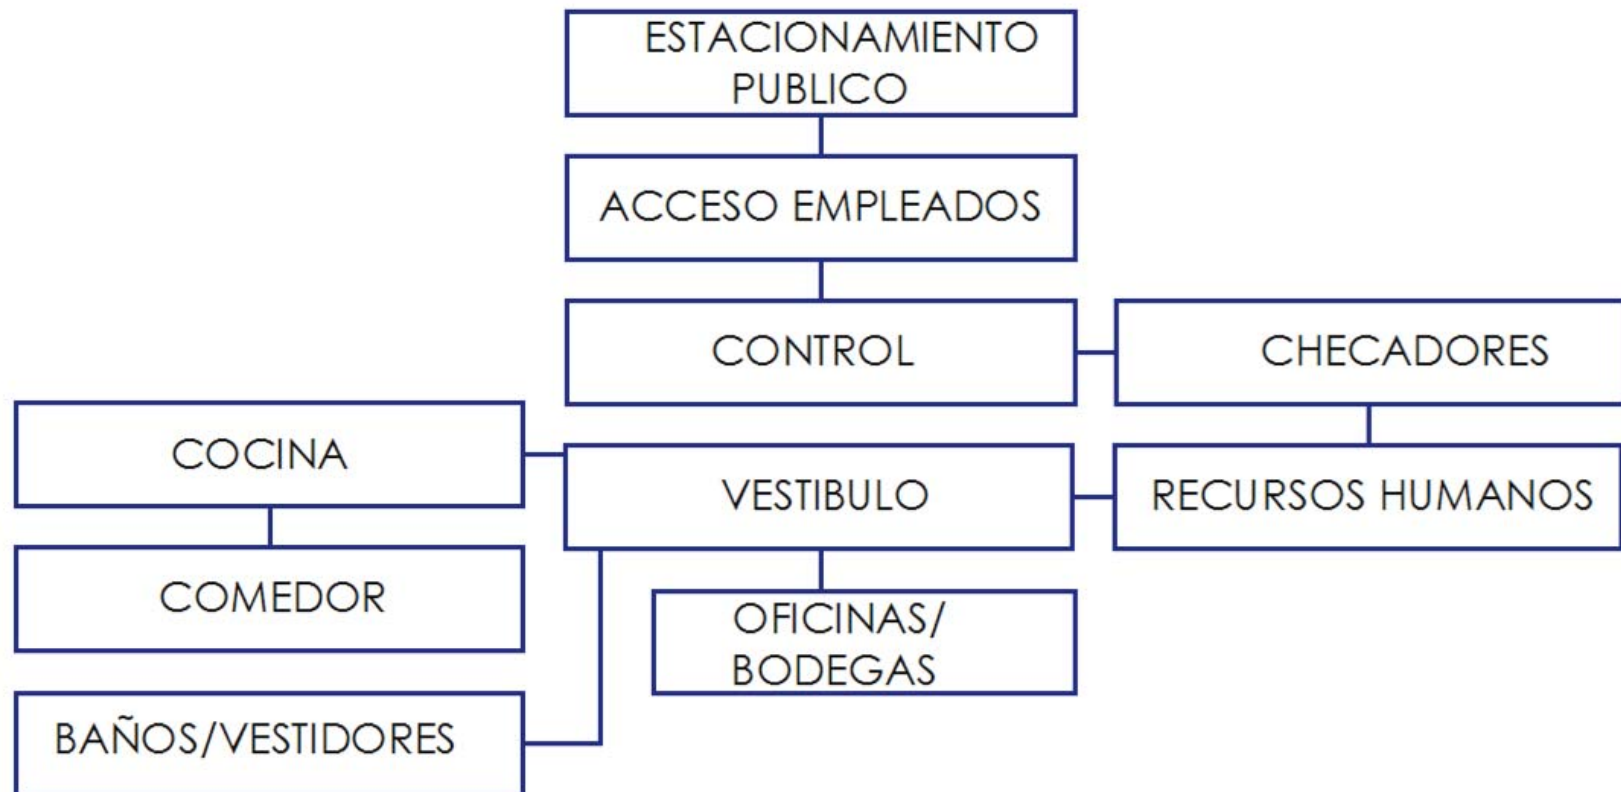 ESTACIONAMIENTO
PUBLICO
ACCESO EMPLEADOS
CONTROL
CHECADORES
COCINA
VESTIBULO
RECURSOS HUMANOS
COMEDOR
OFICINAS/
BODEGAS
BAÑOS/VESTIDORES